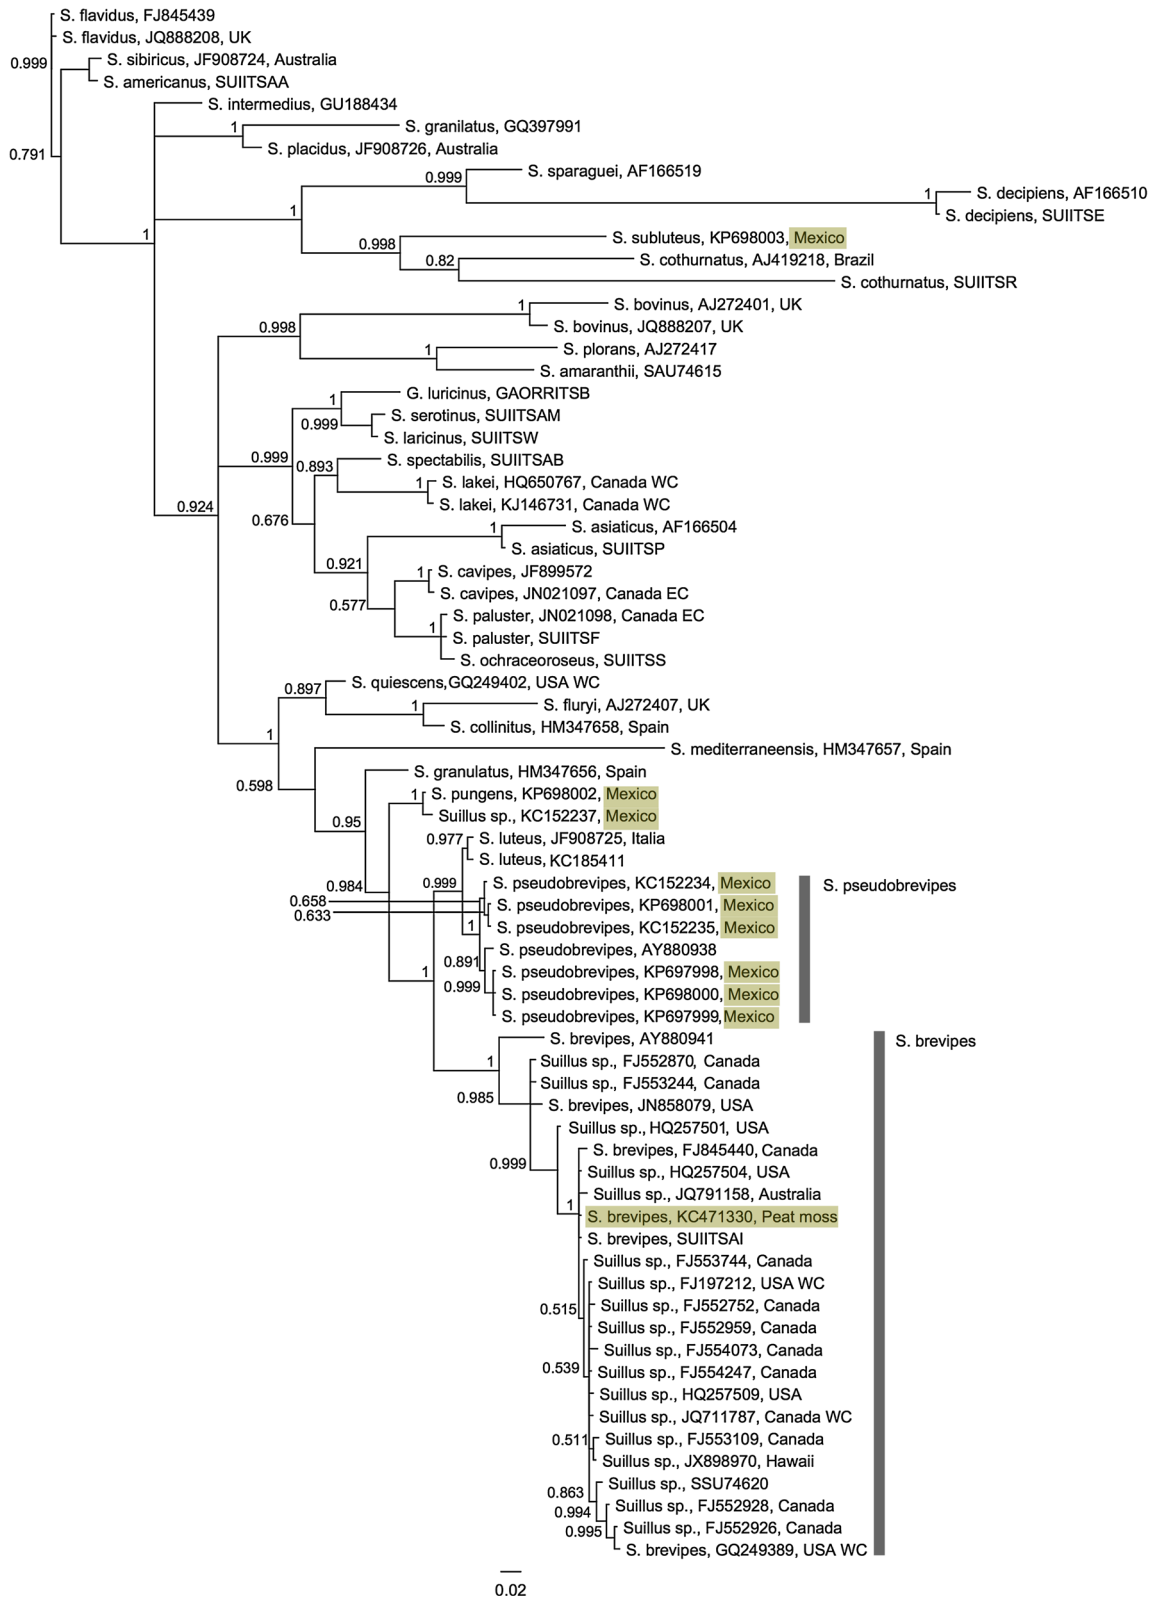 S. flavidus, FJ845439
S. flavidus, JQ888208, UK
0.999
S. sibiricus, JF908724, Australia
S. americanus, SUIITSAA
S. intermedius, GU188434
1
S. granilatus, GQ397991
0.791
S. placidus, JF908726, Australia
0.999
S. sparaguei, AF166519
1
S. decipiens, AF166510
1
S. decipiens, SUIITSE
1
0.998
S. subluteus, KP698003, Mexico
0.82
S. cothurnatus, AJ419218, Brazil
S. cothurnatus, SUIITSR
1
S. bovinus, AJ272401, UK
0.998
S. bovinus, JQ888207, UK
1
S. plorans, AJ272417
S. amaranthii, SAU74615
1
G. luricinus, GAORRITSB
0.999
S. serotinus, SUIITSAM
S. laricinus, SUIITSW
0.999
0.893
S. spectabilis, SUIITSAB
1
S. lakei, HQ650767, Canada WC
0.924
S. lakei, KJ146731, Canada WC
0.676
1
S. asiaticus, AF166504
S. asiaticus, SUIITSP
0.921
1
S. cavipes, JF899572
S. cavipes, JN021097, Canada EC
0.577
S. paluster, JN021098, Canada EC
1
S. paluster, SUIITSF
S. ochraceoroseus, SUIITSS
0.897
S. quiescens,GQ249402, USA WC
1
S. fluryi, AJ272407, UK
1
S. collinitus, HM347658, Spain
S. mediterraneensis, HM347657, Spain
0.598
S. granulatus, HM347656, Spain
1
S. pungens, KP698002, Mexico
0.95
Suillus sp., KC152237, Mexico
0.977
S. luteus, JF908725, Italia
S. luteus, KC185411
0.984
0.999
S. pseudobrevipes, KC152234, Mexico
S. pseudobrevipes
0.658
S. pseudobrevipes, KP698001, Mexico
0.633
1
S. pseudobrevipes, KC152235, Mexico
S. pseudobrevipes, AY880938
0.891
1
S. pseudobrevipes, KP697998, Mexico
0.999
S. pseudobrevipes, KP698000, Mexico
S. pseudobrevipes, KP697999, Mexico
S. brevipes, AY880941
S. brevipes
1
Suillus sp., FJ552870, Canada
Suillus sp., FJ553244, Canada
0.985
S. brevipes, JN858079, USA
Suillus sp., HQ257501, USA
S. brevipes, FJ845440, Canada
0.999
Suillus sp., HQ257504, USA
Suillus sp., JQ791158, Australia
1
S. brevipes, KC471330, Peat moss
S. brevipes, SUIITSAI
Suillus sp., FJ553744, Canada
Suillus sp., FJ197212, USA WC
0.515
Suillus sp., FJ552752, Canada
Suillus sp., FJ552959, Canada
Suillus sp., FJ554073, Canada
0.539
Suillus sp., FJ554247, Canada
Suillus sp., HQ257509, USA
Suillus sp., JQ711787, Canada WC
0.511
Suillus sp., FJ553109, Canada
Suillus sp., JX898970, Hawaii
0.863
Suillus sp., SSU74620
0.994
Suillus sp., FJ552928, Canada
0.995
Suillus sp., FJ552926, Canada
S. brevipes, GQ249389, USA WC
0.02